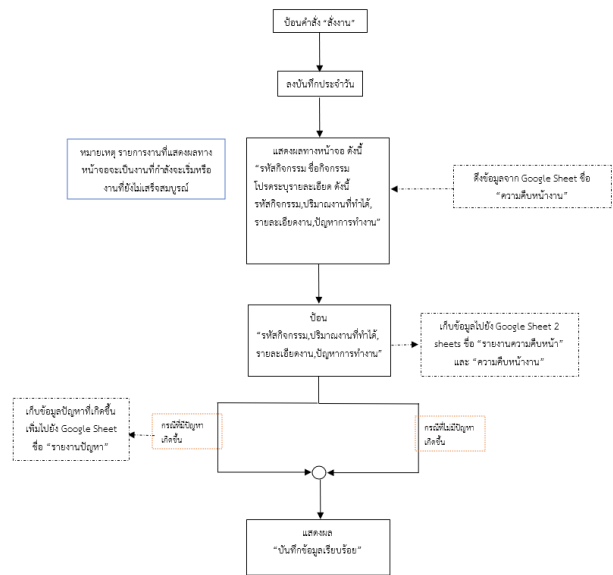 ป้อนคำสั่ง “สั่งงาน”
ลงบันทึกประจำวัน
หมายเหตุ รายการงานที่แสดงผลทาง
หน้าจอจะเป็นงานที่กำลังจะเริ่มหรือ
งานที่ยังไม่เสร็จสมบูรณ์
แสดงผลทางหน้าจอ ดังนี้
“รหัสกิจกรรม ชื่อกิจกรรม
โปรดระบุรายละเอียด ดังนี้
รหัสกิจกรรม,ปริมาณงานที่ทำได้,
รายละเอียดงาน,ปัญหาการทำงาน”
ดึงข้อมูลจาก Google Sheet ชื่อ
“ความคืบหน้างาน”
ป้อน
“รหัสกิจกรรม,ปริมาณงานที่ทำได้,
รายละเอียดงาน,ปัญหาการทำงาน”
เก็บข้อมูลไปยัง Google Sheet 2
sheets ชื่อ “รายงานความคืบหน้า”
และ “ความคืบหน้างาน”
เก็บข้อมูลปัญหาที่เกิดขึ้น
เพิ่มไปยัง Google Sheet
ชื่อ “รายงานปัญหา”
กรณีที่มีปัญหา
เกิดขึ้น
กรณีที่ไม่มีปัญหา
เกิดขึ้น
แสดงผล
“บันทึกข้อมูลเรียบร้อย”